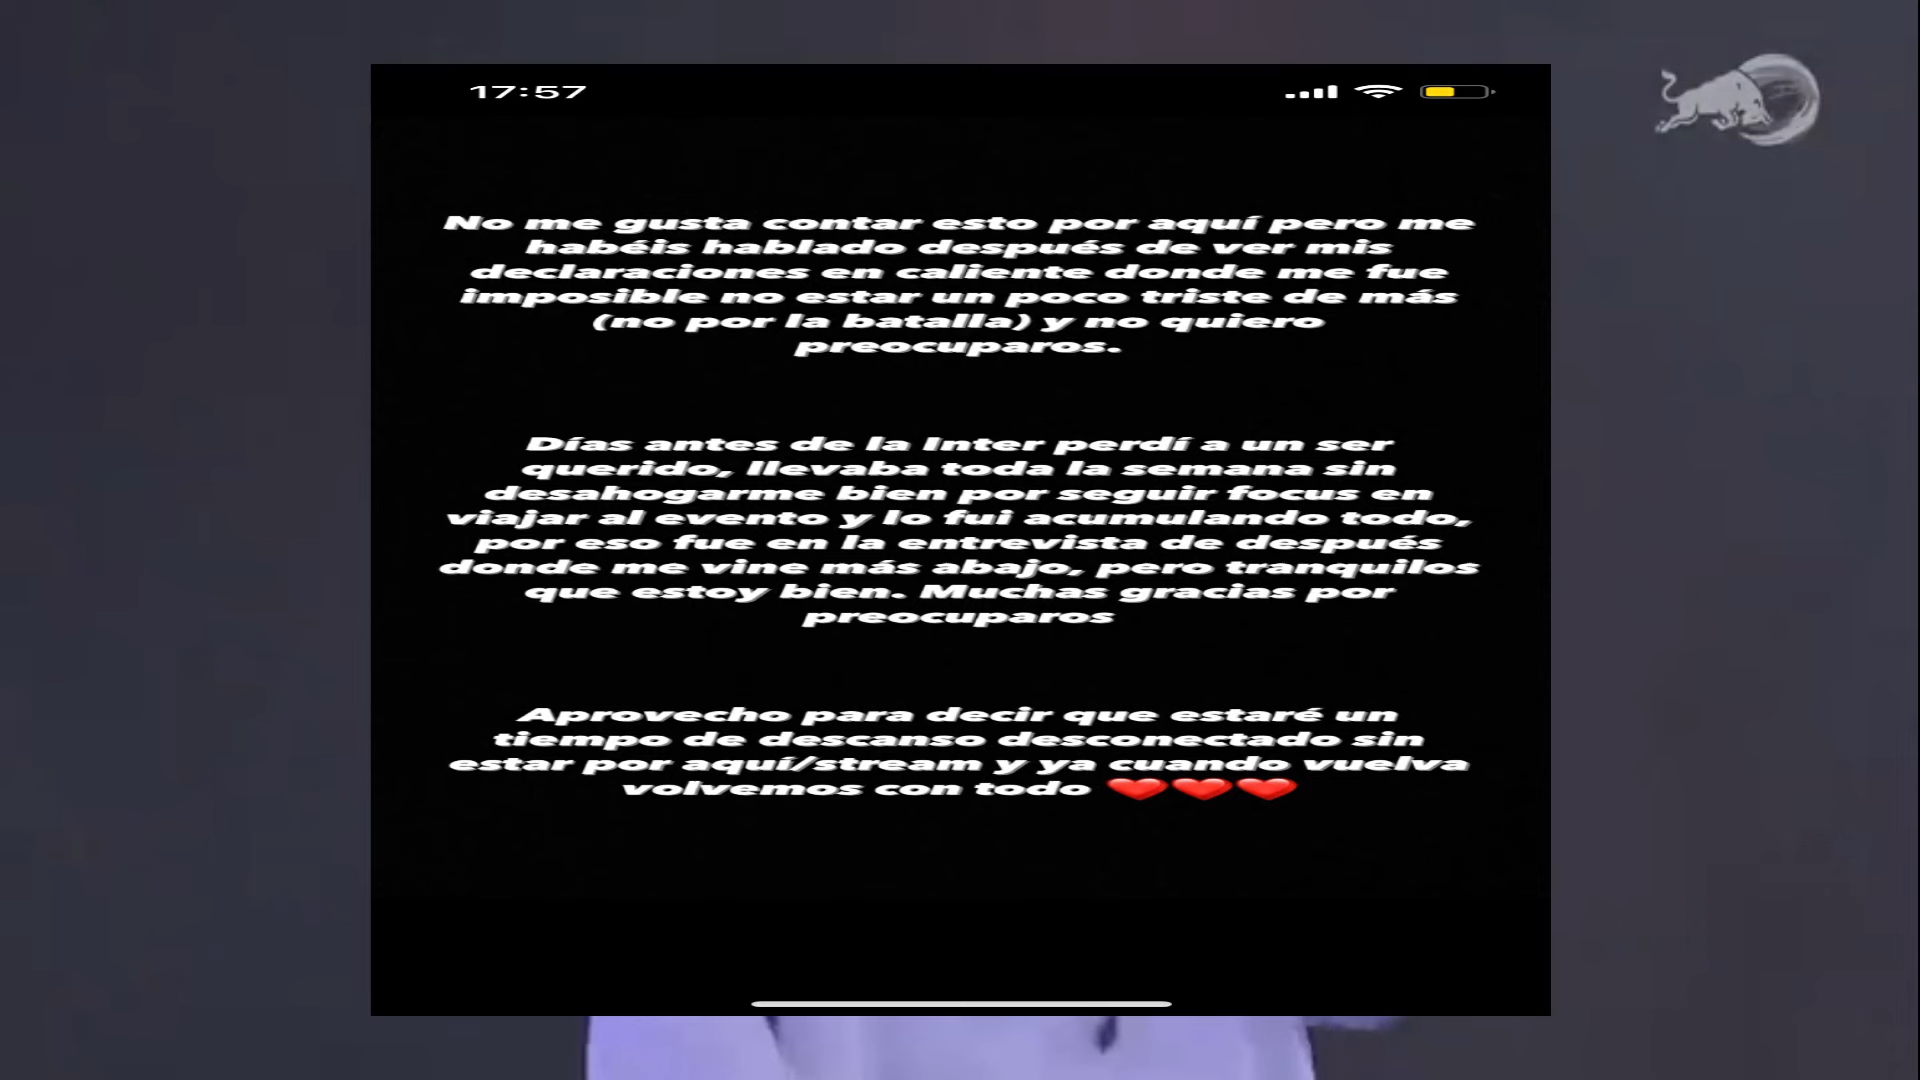 17:57
No me gusta contar esto por aquí pero me
habéis hablado después de ver mis
declaraciones en caliente donde me fue
imposible no estar un poco triste de más
(no por la batalla) y no quiero
preocuparos.
Días antes de la Inter perdí a un ser
querido, llevaba toda la semana sin
desahogarme bien por seguir focus en
viajar al evento y lo fui acumulando todo,
por eso fue en la entrevista de después
donde me vine más abajo, pero tranquilos
que estoy bien. Muchas gracias por
preocuparos
Aprovecho para decir que estaré un
tiempo de descanso desconectado sin
estar por aquí/stream y ya cuando vuelva
volvemos con todo ❤️❤️❤️